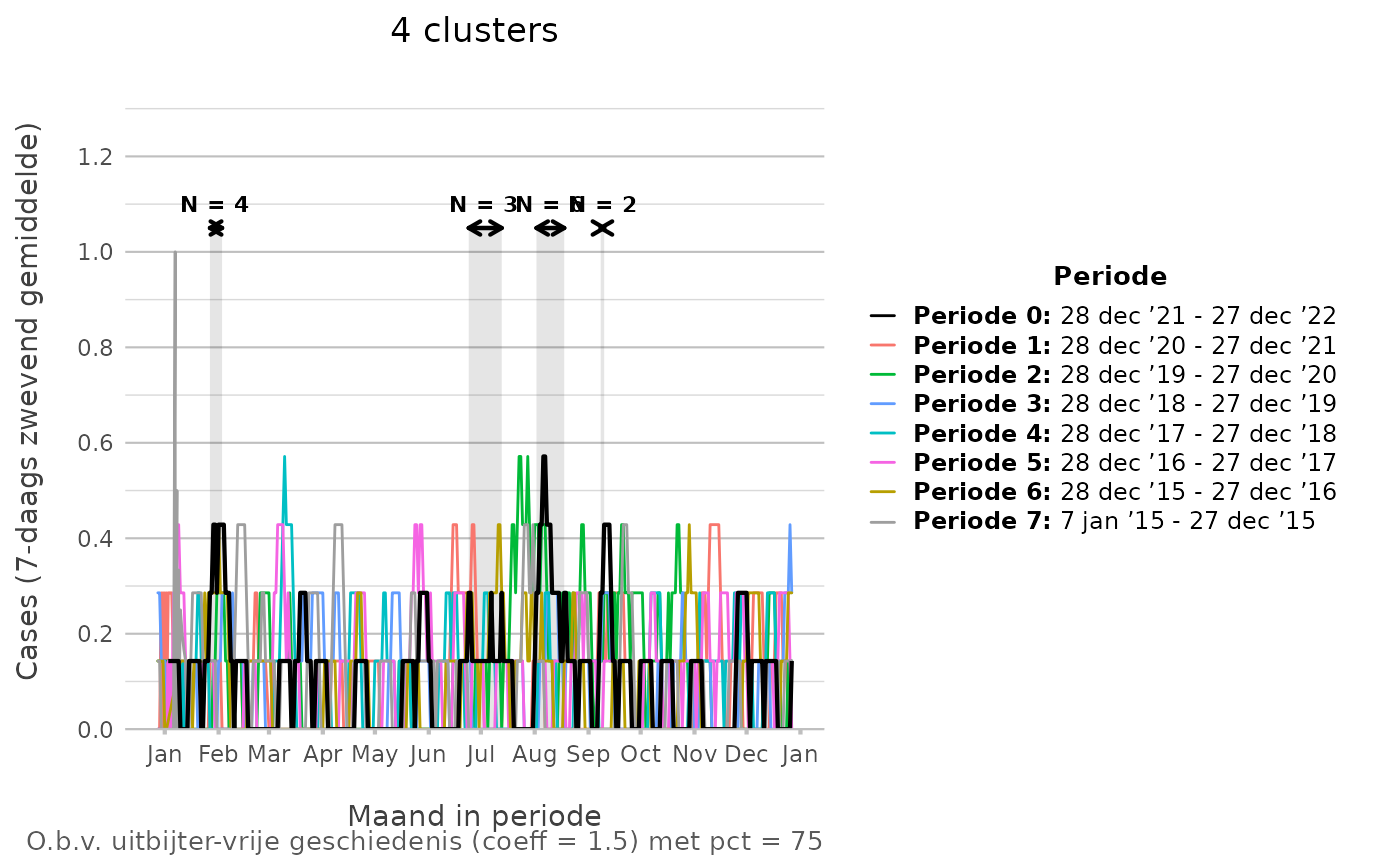 4 clusters
Cases (7-daags zwevend gemiddelde)
1.2
1.0
0.8
0.6
0.4
0.2
0.0
N = 4
N = 3
N =
N = 2
Jan Feb Mar Apr May Jun Jul Aug Sep Oct Nov Dec Jan
Maand in periode
O.b.v. uitbijter-vrije geschiedenis (coeff = 1.5) met pct = 75
Periode
Periode 0: 28 dec ’21 - 27 dec ’22
Periode 1: 28 dec ’20 - 27 dec ’21
Periode 2: 28 dec ’19 - 27 dec ’20
Periode 3: 28 dec ’18 - 27 dec ’19
Periode 4: 28 dec ’17 - 27 dec ’18
Periode 5: 28 dec ’16 - 27 dec ’17
Periode 6: 28 dec ’15 - 27 dec ’16
Periode 7: 7 jan ’15 - 27 dec ’15